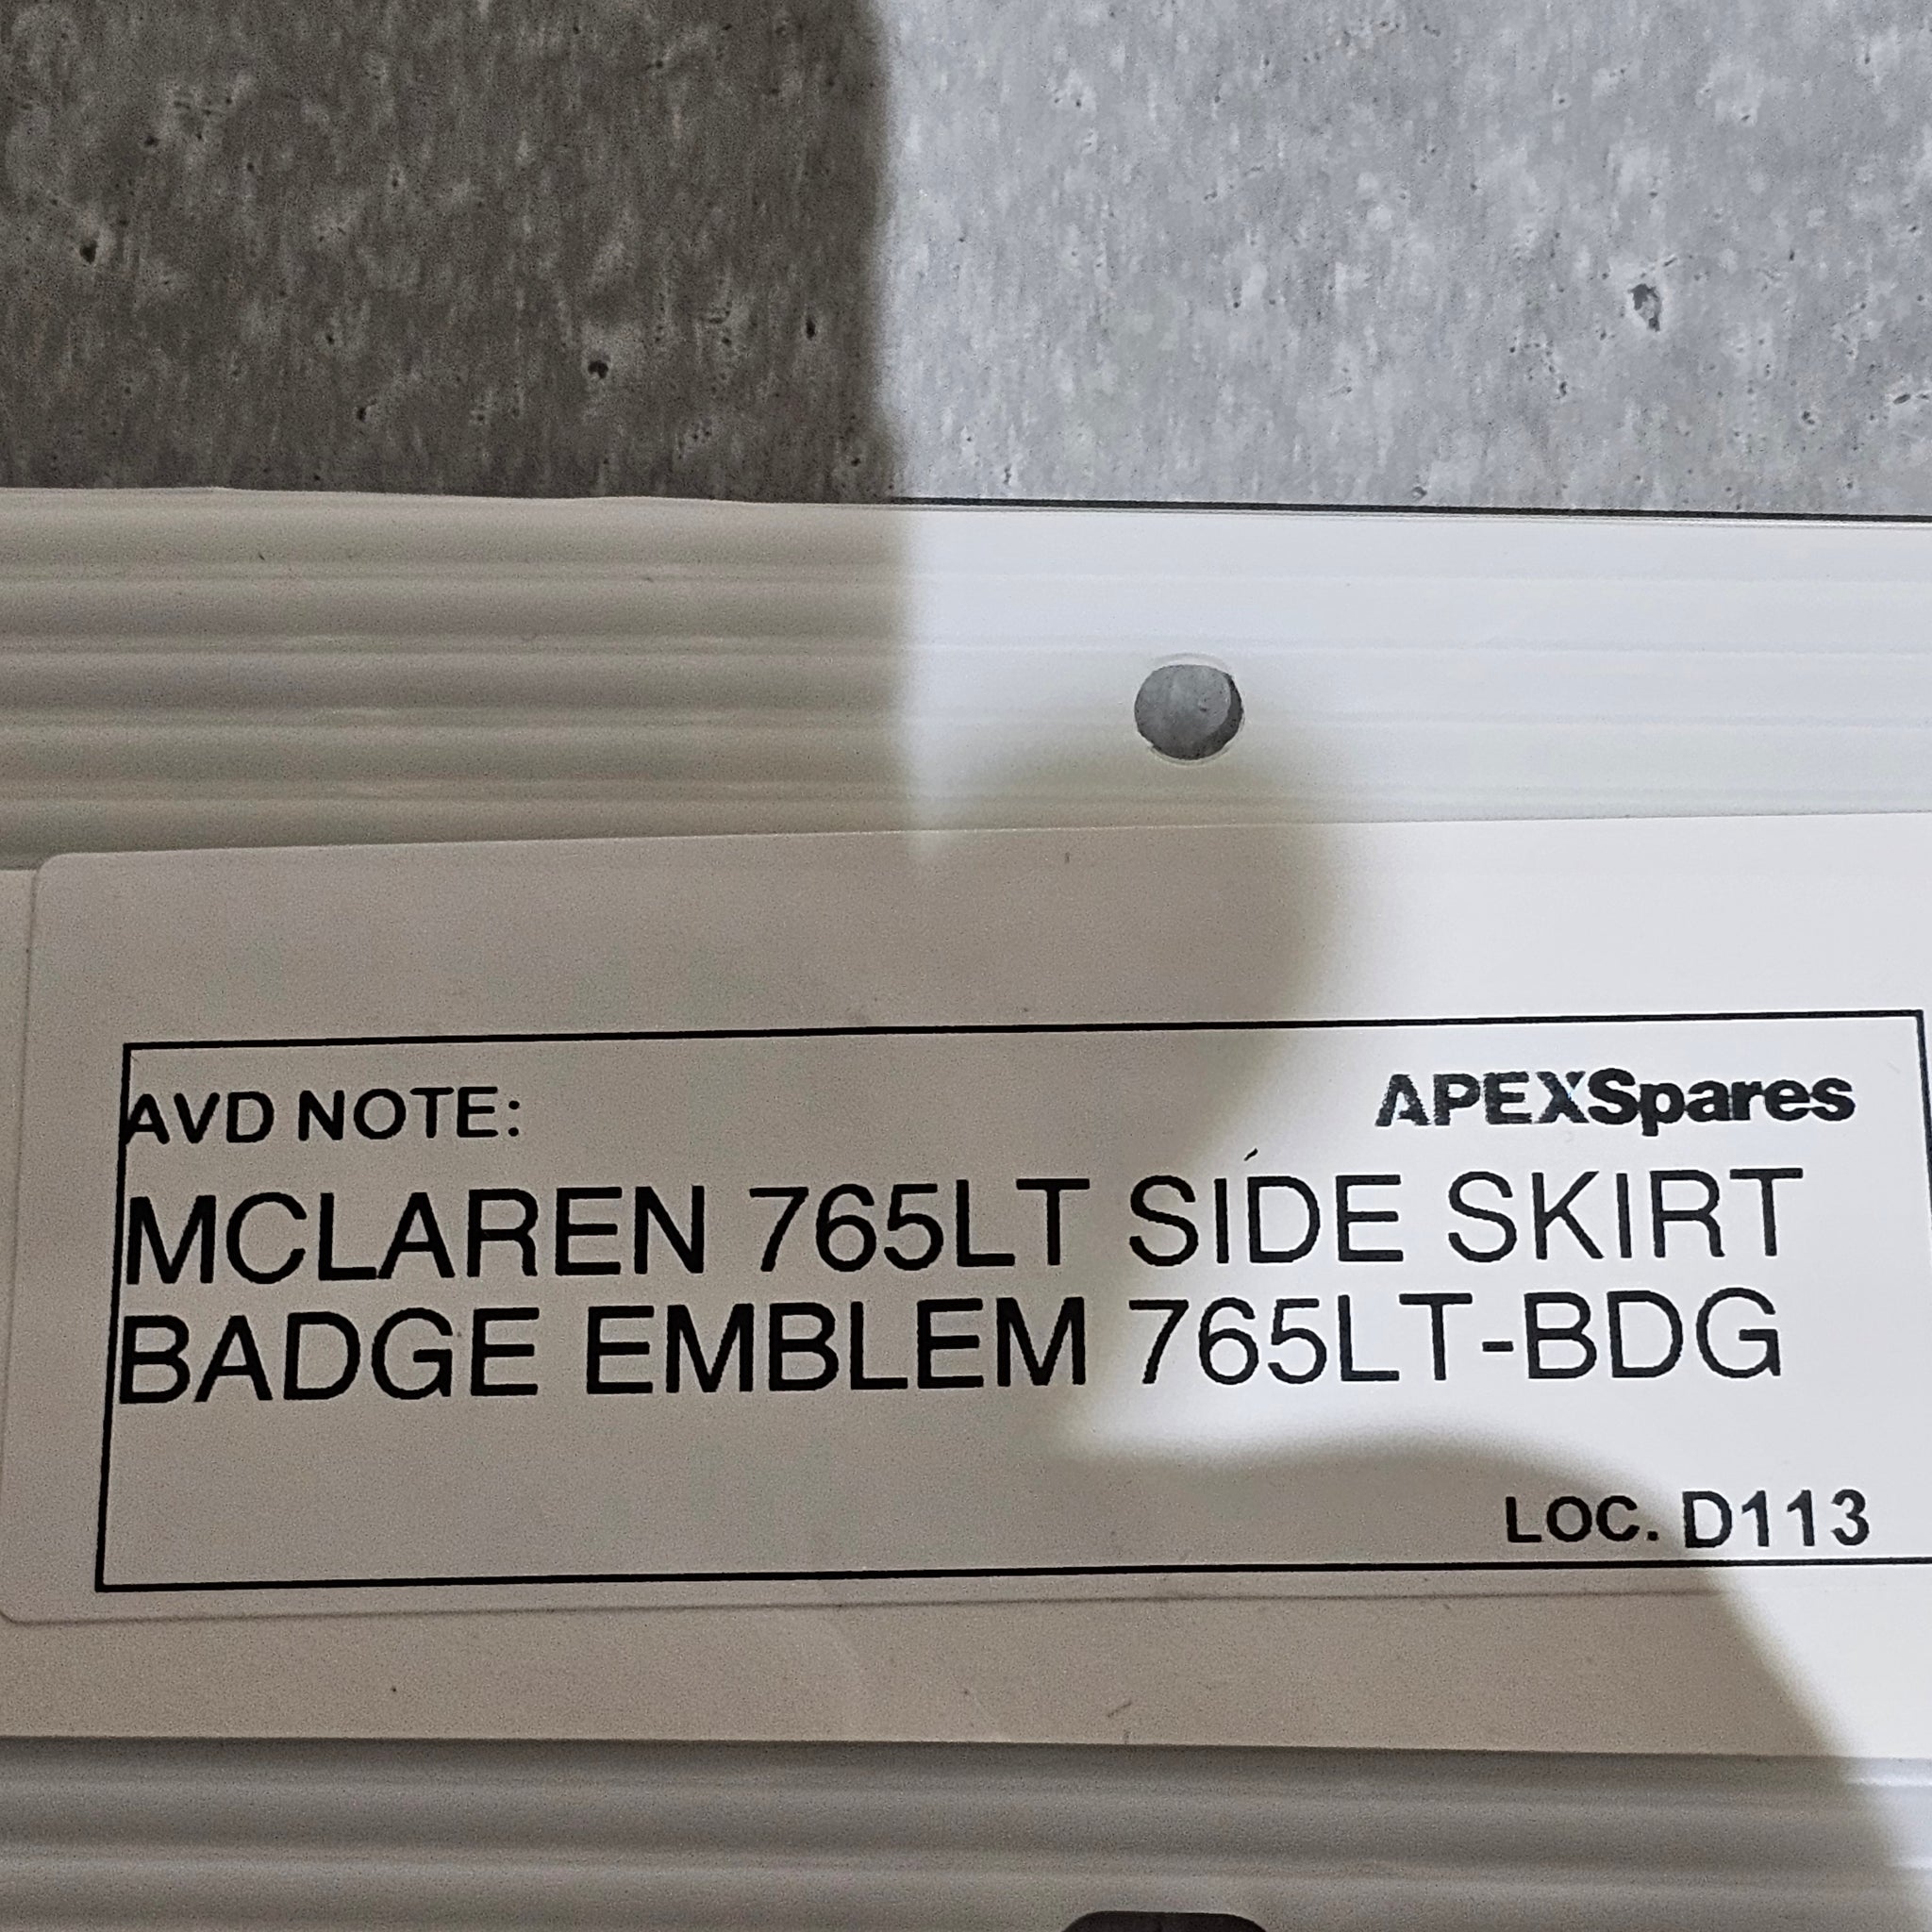 AVD NOTE: APEXSpares
MCLAREN 765LT SIDE SKIRT
BADGE EMBLEM 765LT-BDG
LOC. D113